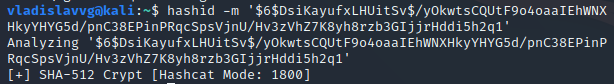 vladislavvg@kali:~$ hashid -m '$6$DsiKayufxLHUitSv$/yOkwtsCQUtF9o4oaaIEhWNX
HkyYHYG5d/pnC38EPinPRqcSpsVjnU/Hv3zVhZ7K8yh8rzb3GIjjrHddi5h2q1'
Analyzing '$6$DsiKayufxLHUitSv$/yOkwtsCQUtF9o4oaaIEhWNXHkyYHYG5d/pnC38EPinP
RqcSpsVjnU/Hv3zVhZ7K8yh8rzb3GIjjrHddi5h2q1'
[+] SHA-512 Crypt [Hashcat Mode: 1800]